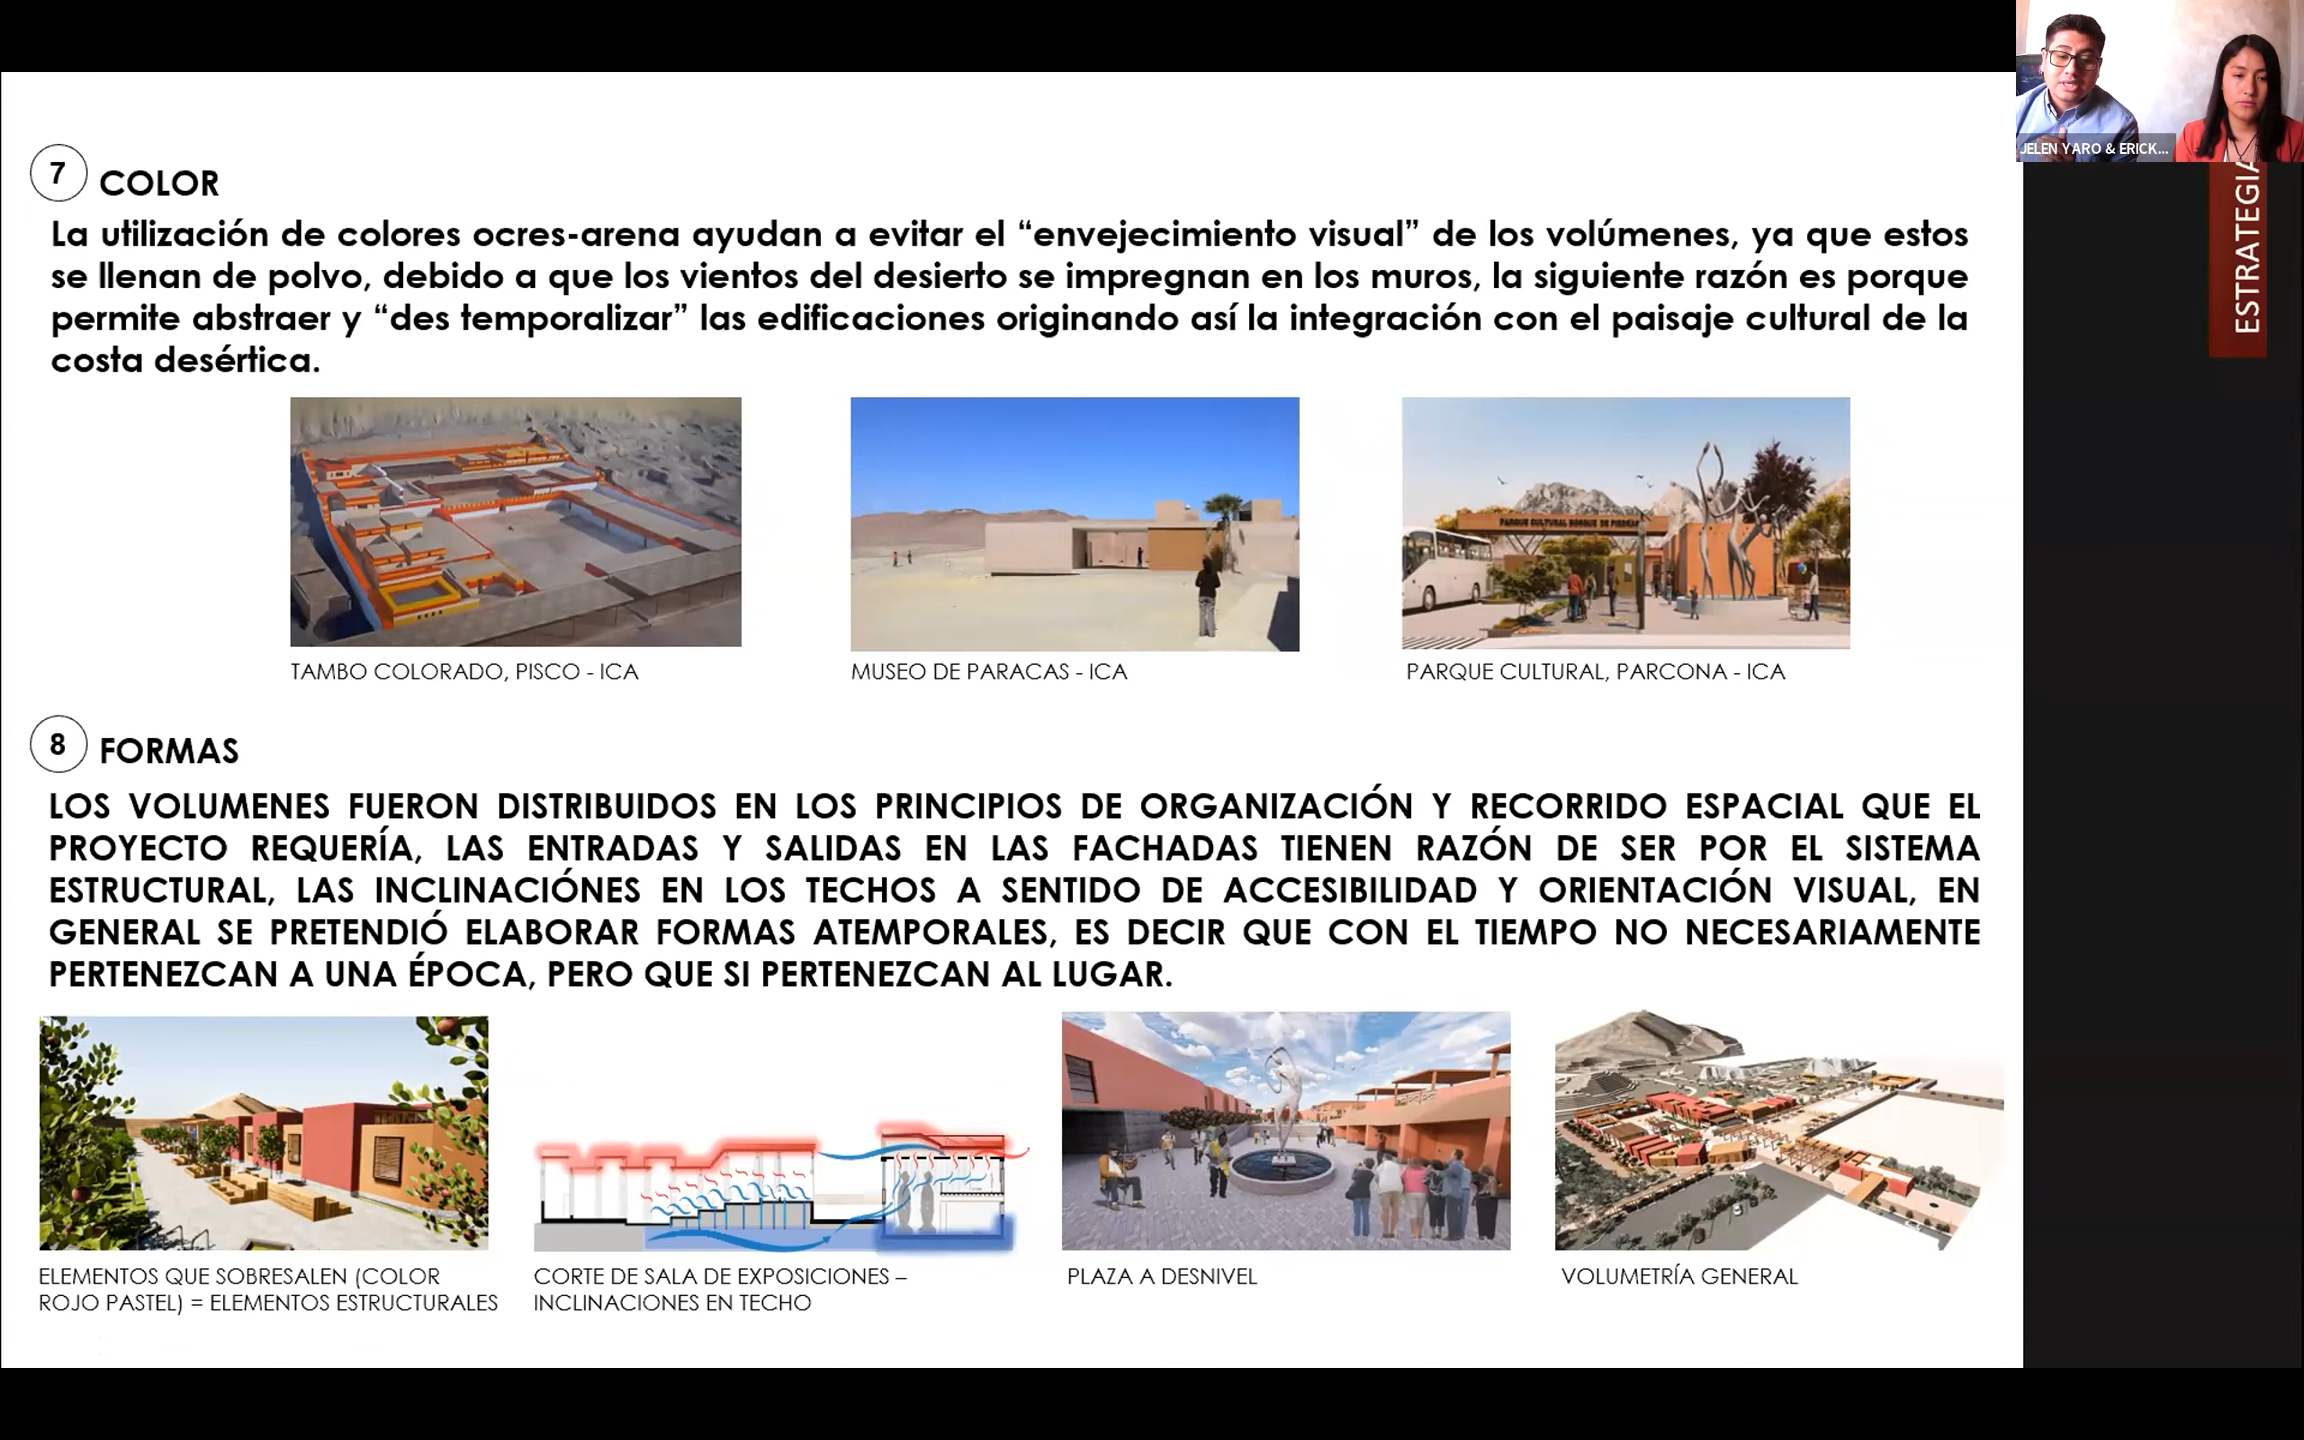 JELEN YARO & ERICK...
ESTRATEGIA
7
COLOR
La utilización de colores ocres-arena ayudan a evitar el “envejecimiento visual” de los volúmenes, ya que estos
se llenan de polvo, debido a que los vientos del desierto se impregnan en los muros, la siguiente razón es porque
permite abstraer y “des temporalizar” las edificaciones originando así la integración con el paisaje cultural de la
costa desértica.
PARQUE CULTURAL BOSQUE DE PIEDRAS
TAMBO COLORADO, PISCO - ICA
MUSEO DE PARACAS - ICA
PARQUE CULTURAL, PARCONA - ICA
8
FORMAS
LOS VOLUMENES FUERON DISTRIBUIDOS EN LOS PRINCIPIOS DE ORGANIZACIÓN Y RECORRIDO ESPACIAL QUE EL
PROYECTO REQUERÍA, LAS ENTRADAS Y SALIDAS EN LAS FACHADAS TIENEN RAZÓN DE SER POR EL SISTEMA
ESTRUCTURAL, LAS INCLINACIÓNES EN LOS TECHOS A SENTIDO DE ACCESIBILIDAD Y ORIENTACIÓN VISUAL, EN
GENERAL SE PRETENDIÓ ELABORAR FORMAS ATEMPORALES, ES DECIR QUE CON EL TIEMPO NO NECESARIAMENTE
PERTENEZCAN A UNA ÉPOCA, PERO QUE SI PERTENEZCAN AL LUGAR.
ELEMENTOS QUE SOBRESALEN (COLOR
ROJO PASTEL) = ELEMENTOS ESTRUCTURALES
CORTE DE SALA DE EXPOSICIONES –
INCLINACIONES EN TECHO
PLAZA A DESNIVEL
VOLUMETRÍA GENERAL